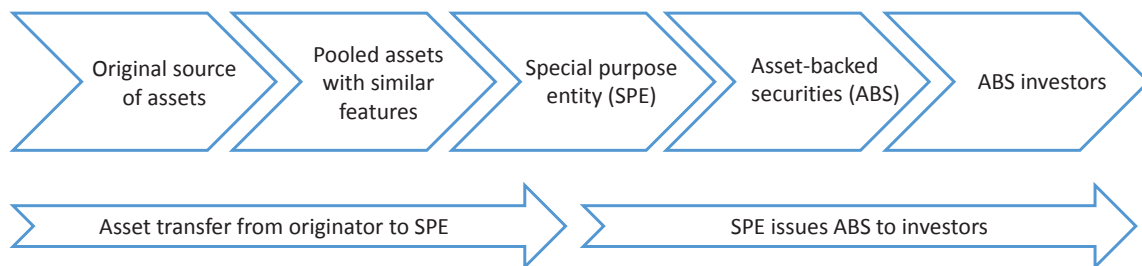 Original source
of assets
Pooled assets
with similar
features
Special purpose
entity (SPE)
Asset-backed
securities (ABS)
ABS investors
Asset transfer from originator to SPE
SPE issues ABS to investors